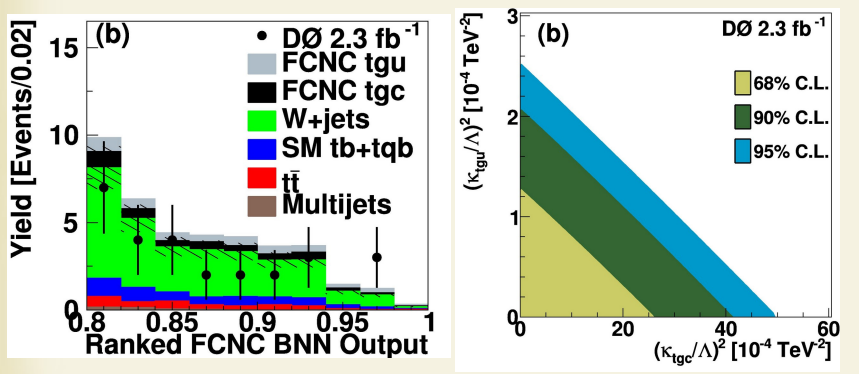 (b)
DØ 2.3 fb⁻¹
FCNC tgu
FCNC tgc
W+jets
SM tb+tqb
tt̄
Multijets
Yield [Events/0.02]
15
10
5
0
0.8 0.85 0.9 0.95 1
Ranked FCNC BNN Output
(b)
DØ 2.3 fb⁻¹
68% C.L.
90% C.L.
95% C.L.
(κ_tgu/Λ)² [10⁻⁴ TeV⁻²]
3
2
1
0
0 20 40 60
(κ_tgc/Λ)² [10⁻⁴ TeV⁻²]